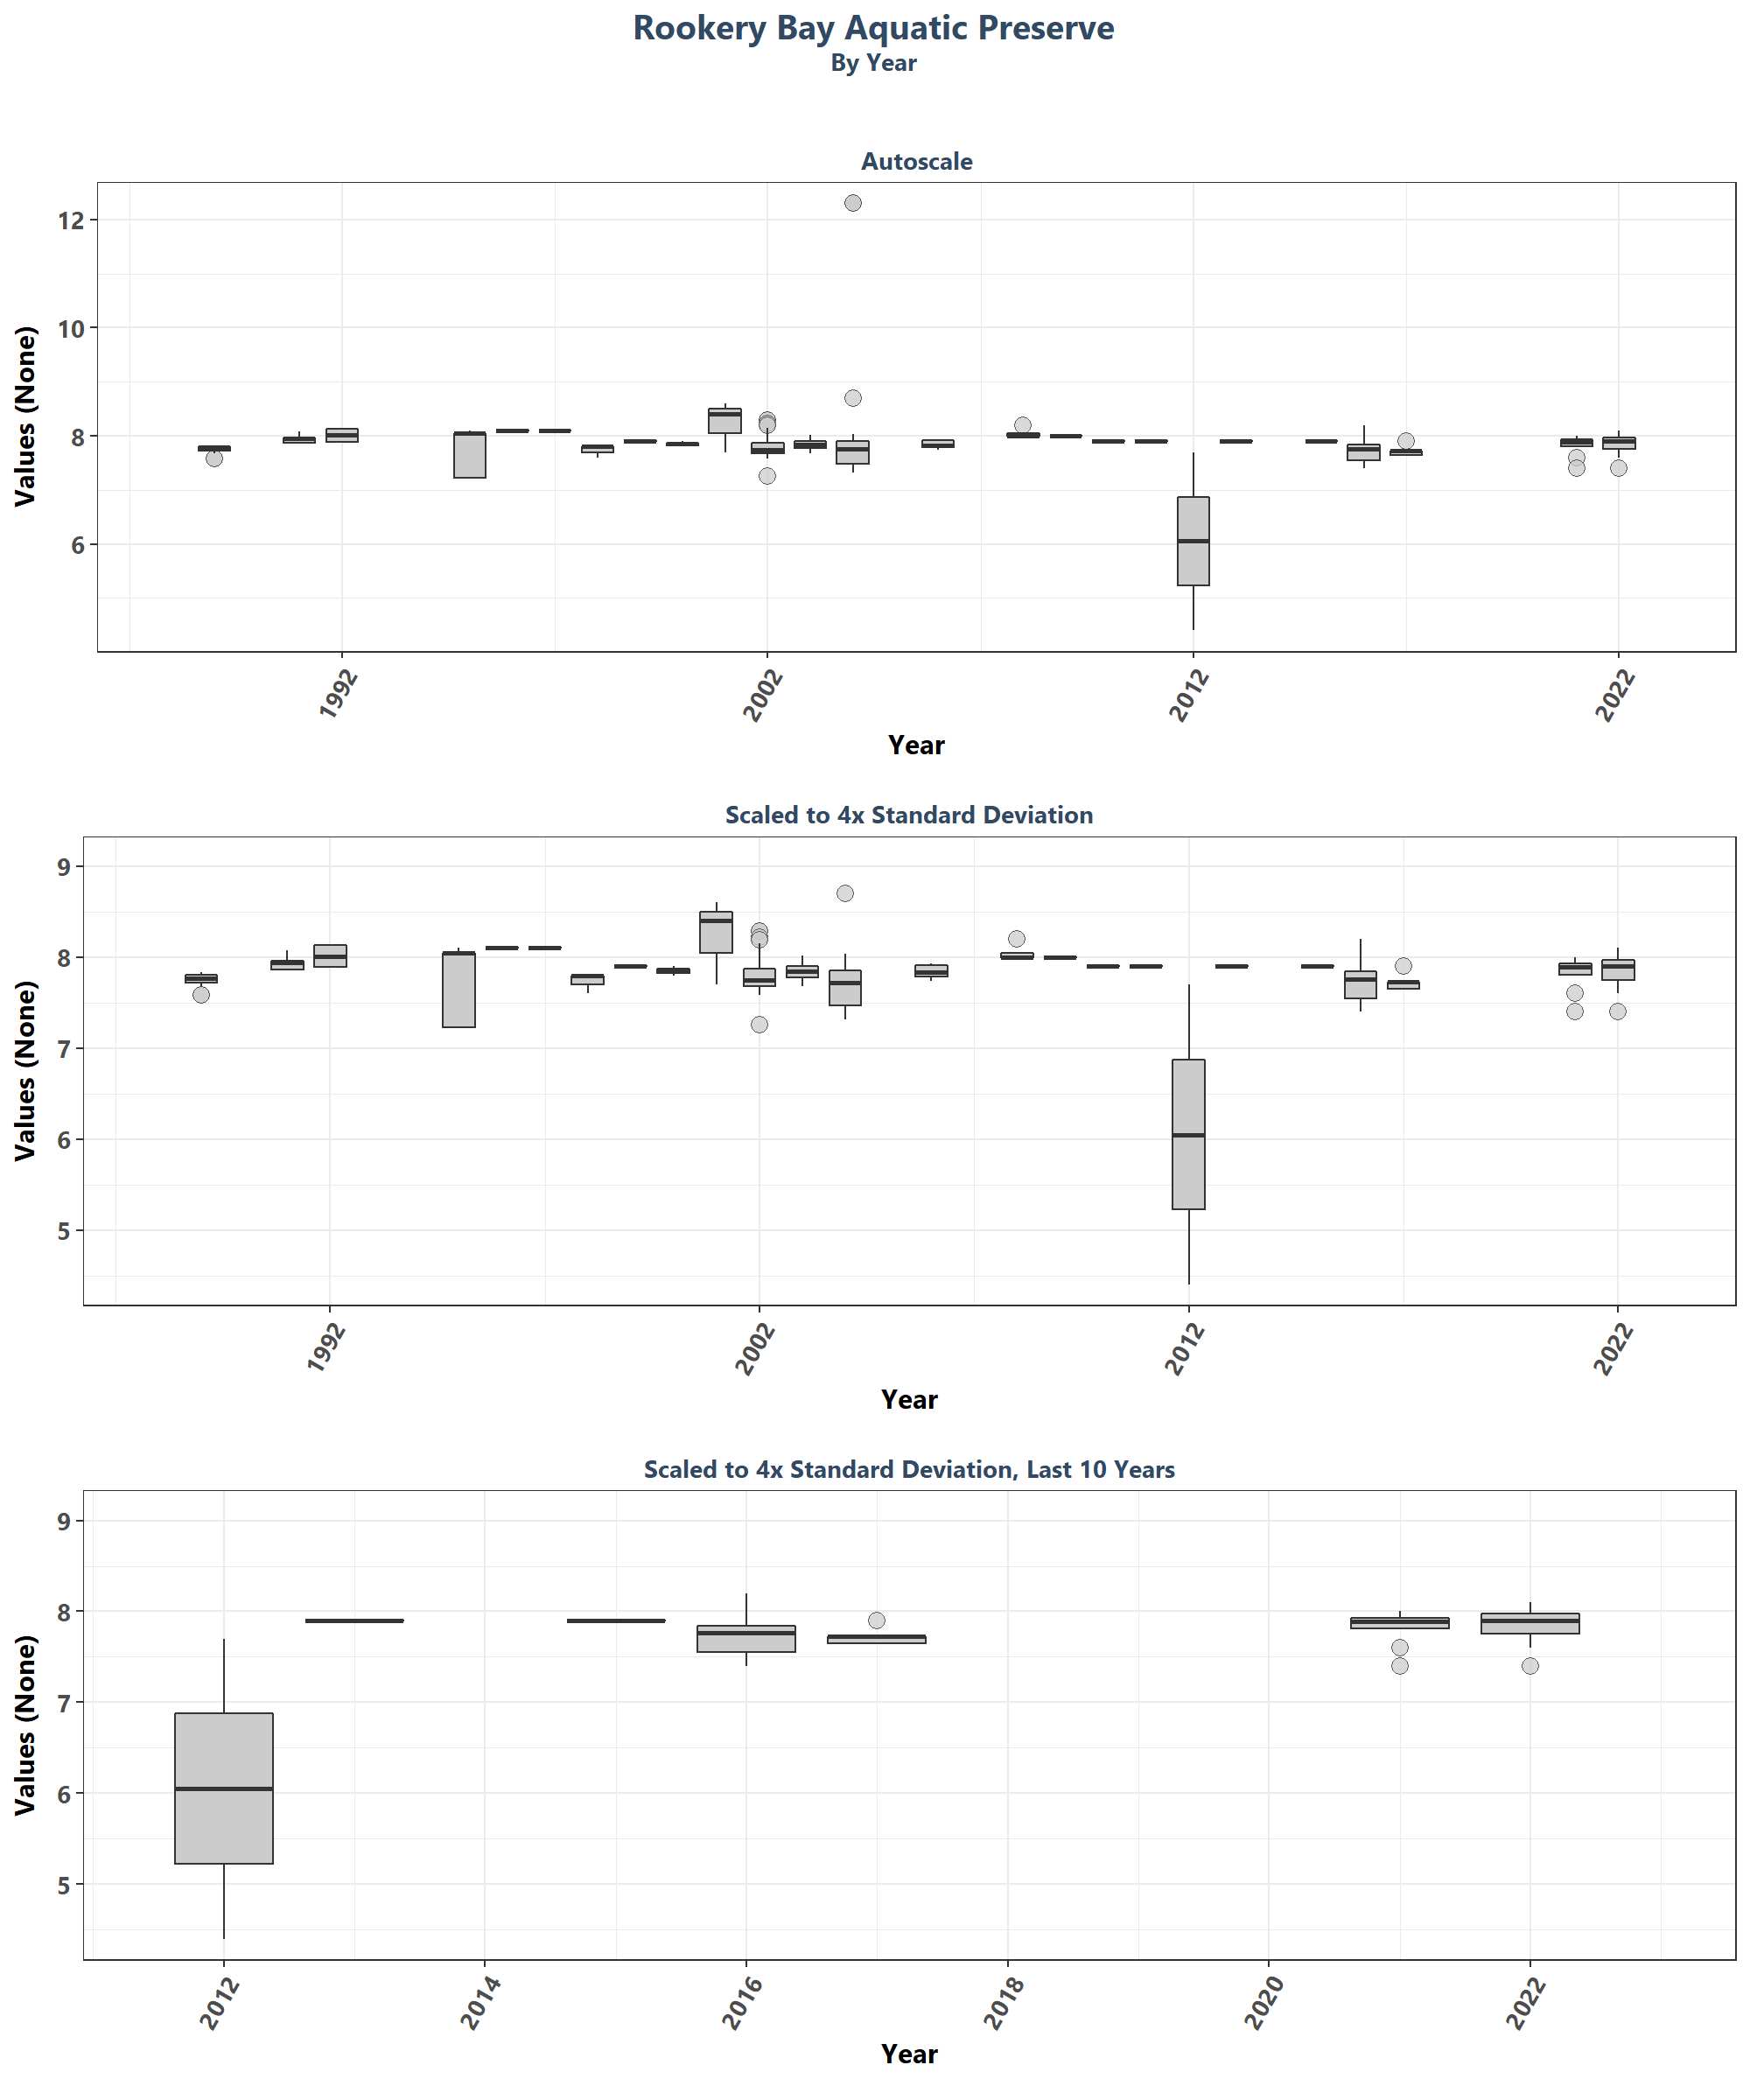 Rookery Bay Aquatic Preserve
By Year
Autoscale
Values (None)
12
10
8
6
1992
2002
2012
2022
Year
Scaled to 4x Standard Deviation
Values (None)
9
8
7
6
5
1992
2002
2012
2022
Year
Scaled to 4x Standard Deviation, Last 10 Years
Values (None)
9
8
7
6
5
2012
2014
2016
2018
2020
2022
Year